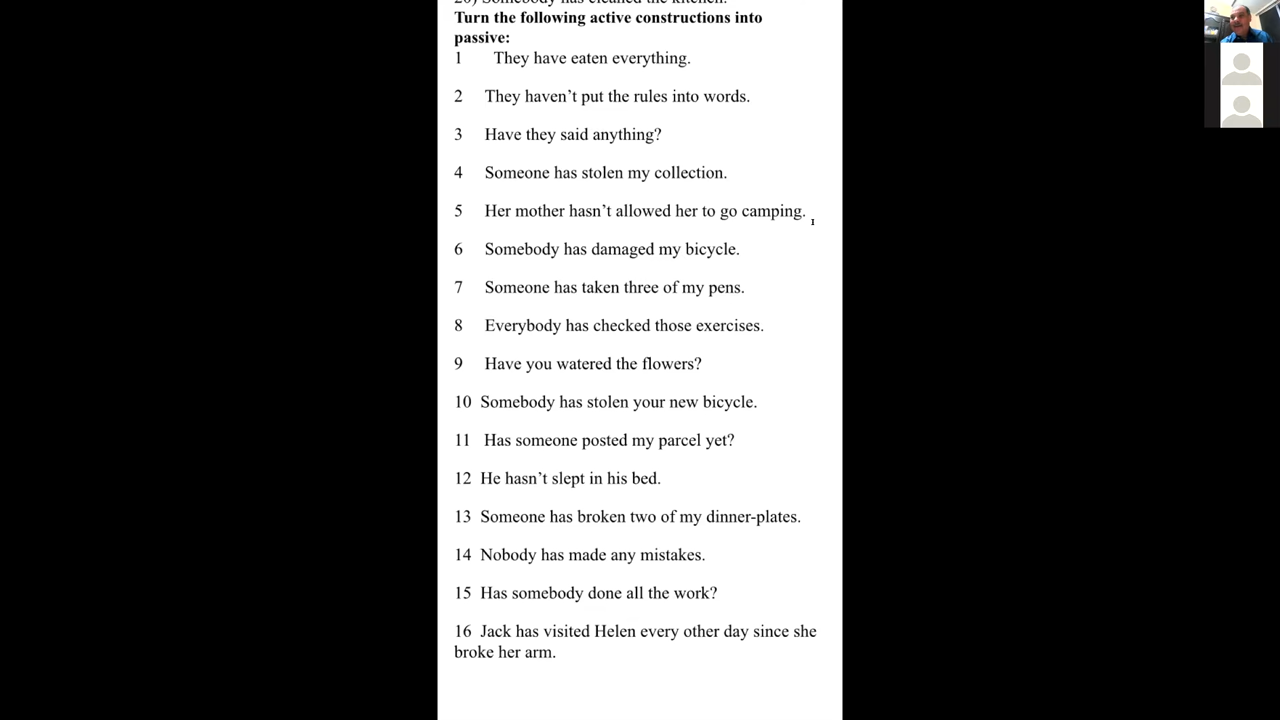 20) Somebody has cleaned the kitchen.
Turn the following active constructions into
passive:
1 They have eaten everything.
2 They haven’t put the rules into words.
3 Have they said anything?
4 Someone has stolen my collection.
5 Her mother hasn’t allowed her to go camping.
6 Somebody has damaged my bicycle.
7 Someone has taken three of my pens.
8 Everybody has checked those exercises.
9 Have you watered the flowers?
10 Somebody has stolen your new bicycle.
11 Has someone posted my parcel yet?
12 He hasn’t slept in his bed.
13 Someone has broken two of my dinner-plates.
14 Nobody has made any mistakes.
15 Has somebody done all the work?
16 Jack has visited Helen every other day since she
broke her arm.